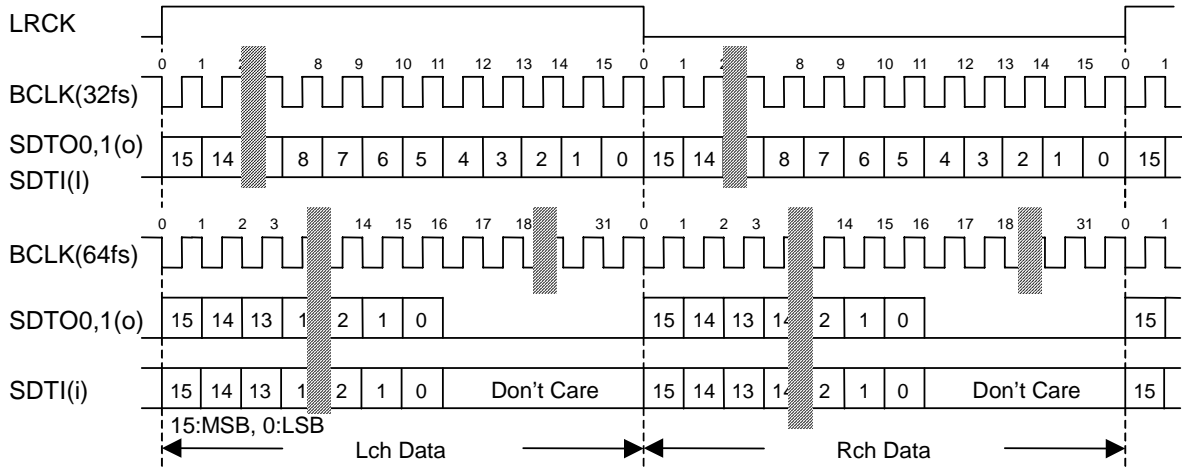 LRCK
0 1 8 9 10 11 12 13 14 15 0 1 8 9 10 11 12 13 14 15 0 1
BCLK(32fs)
SDTO0,1(o)
15 14 8 7 6 5 4 3 2 1 0 15 14 8 7 6 5 4 3 2 1 0 15
SDTI(I)
0 1 2 3 14 15 16 17 18 31 0 1 2 3 14 15 16 17 18 31 0 1
BCLK(64fs)
SDTO0,1(o) 15 14 13 2 1 0 15 14 13 2 1 0 15
SDTI(i) 15 14 13 2 1 0 Don't Care 15 14 13 2 1 0 Don't Care 15
15:MSB, 0:LSB
Lch Data Rch Data